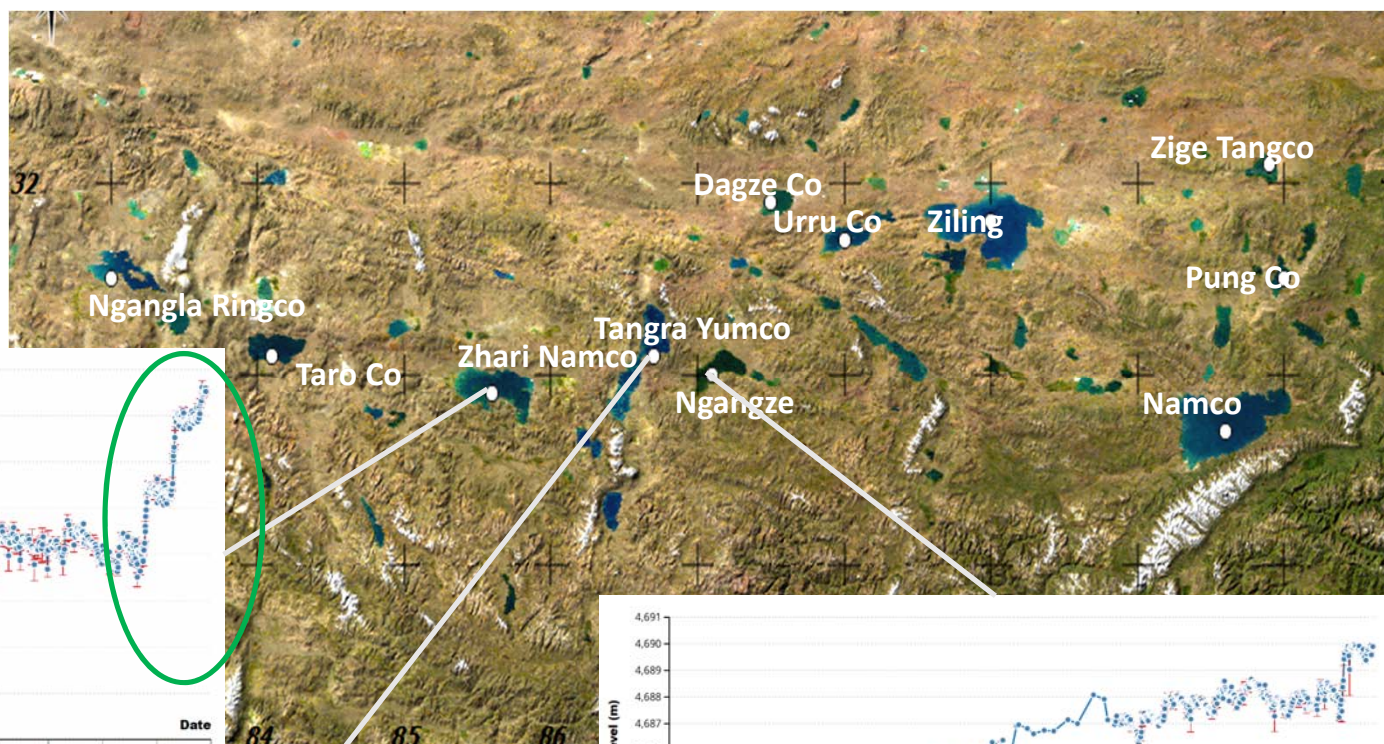 Zige Tangco
32
Dagze Co
Urru Co
Ziling
Pung Co
Ngangla Ringco
Tangra Yumco
Zhari Namco
Taro Co
Ngangze
Namco
4,691
4,690
4,689
4,688
4,687
Date
84
85
86